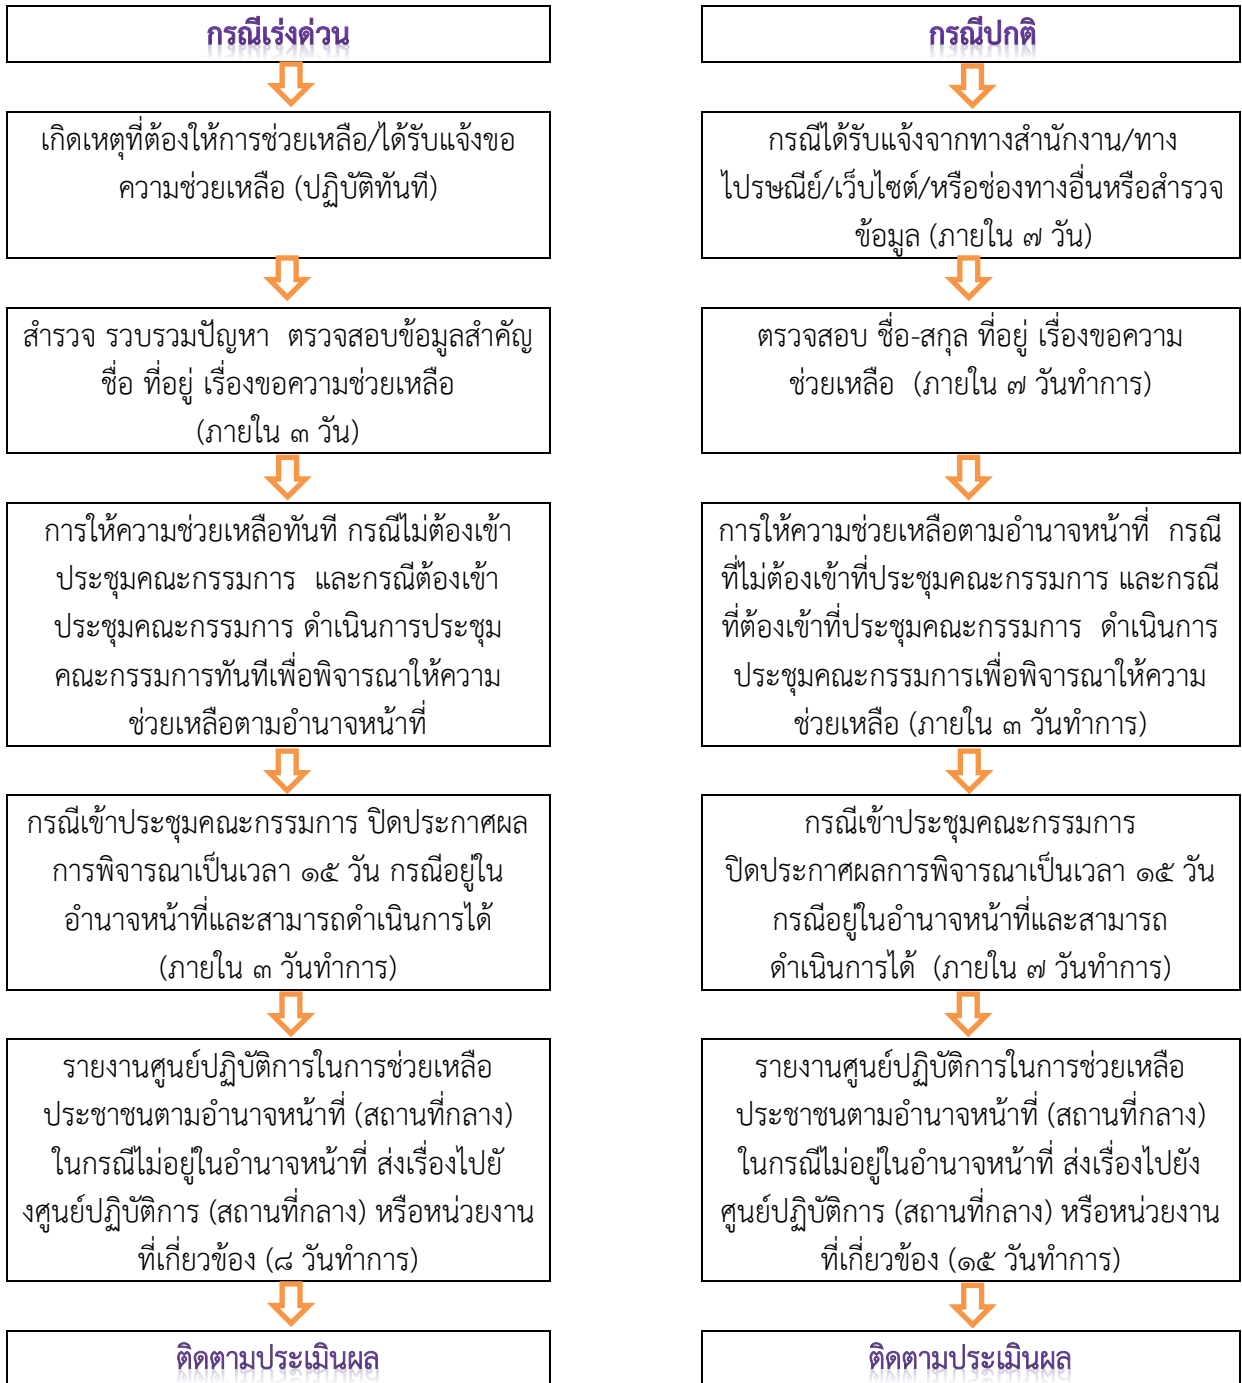 กรณีเร่งด่วน
เกิดเหตุที่ต้องให้การช่วยเหลือ/ได้รับแจ้งขอ
ความช่วยเหลือ (ปฏิบัติทันที)
สำรวจ รวบรวมปัญหา ตรวจสอบข้อมูลสำคัญ
ชื่อ ที่อยู่ เรื่องขอความช่วยเหลือ
(ภายใน ๓ วัน)
การให้ความช่วยเหลือทันที กรณีไม่ต้องเข้า
ประชุมคณะกรรมการ และกรณีต้องเข้า
ประชุมคณะกรรมการ ดำเนินการประชุม
คณะกรรมการทันทีเพื่อพิจารณาให้ความ
ช่วยเหลือตามอำนาจหน้าที่
กรณีเข้าประชุมคณะกรรมการ ปิดประกาศผล
การพิจารณาเป็นเวลา ๑๕ วัน กรณีอยู่ใน
อำนาจหน้าที่และสามารถดำเนินการได้
(ภายใน ๓ วันทำการ)
รายงานศูนย์ปฏิบัติการในการช่วยเหลือ
ประชาชนตามอำนาจหน้าที่ (สถานที่กลาง)
ในกรณีไม่อยู่ในอำนาจหน้าที่ ส่งเรื่องไปยั
งศูนย์ปฏิบัติการ (สถานที่กลาง) หรือหน่วยงาน
ที่เกี่ยวข้อง (๘ วันทำการ)
ติดตามประเมินผล
กรณีปกติ
กรณีได้รับแจ้งจากทางสำนักงาน/ทาง
ไปรษณีย์/เว็บไซต์/หรือช่องทางอื่นหรือสำรวจ
ข้อมูล (ภายใน ๗ วัน)
ตรวจสอบ ชื่อ-สกุล ที่อยู่ เรื่องขอความ
ช่วยเหลือ (ภายใน ๗ วันทำการ)
การให้ความช่วยเหลือตามอำนาจหน้าที่ กรณี
ที่ไม่ต้องเข้าที่ประชุมคณะกรรมการ และกรณี
ที่ต้องเข้าที่ประชุมคณะกรรมการ ดำเนินการ
ประชุมคณะกรรมการเพื่อพิจารณาให้ความ
ช่วยเหลือ (ภายใน ๓ วันทำการ)
กรณีเข้าประชุมคณะกรรมการ
ปิดประกาศผลการพิจารณาเป็นเวลา ๑๕ วัน
กรณีอยู่ในอำนาจหน้าที่และสามารถ
ดำเนินการได้ (ภายใน ๗ วันทำการ)
รายงานศูนย์ปฏิบัติการในการช่วยเหลือ
ประชาชนตามอำนาจหน้าที่ (สถานที่กลาง)
ในกรณีไม่อยู่ในอำนาจหน้าที่ ส่งเรื่องไปยัง
ศูนย์ปฏิบัติการ (สถานที่กลาง) หรือหน่วยงาน
ที่เกี่ยวข้อง (๑๕ วันทำการ)
ติดตามประเมินผล